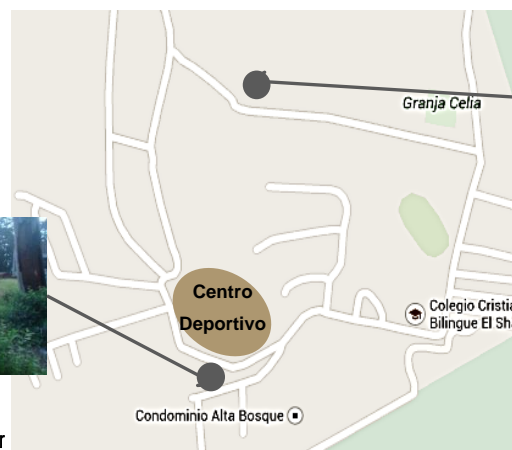 Granja Celia
Centro
Deportivo
Colegio Cristia
Bilingue El Sh
Condominio Alta Bosque
r